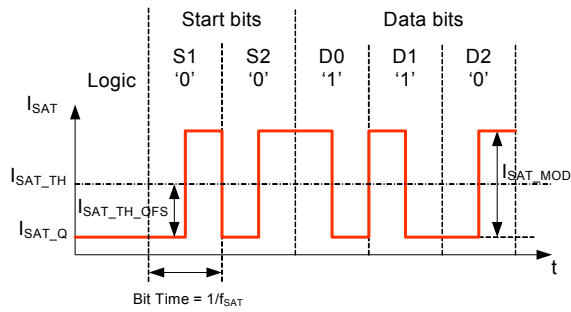 Start bits
Data bits
S1
S2
D0
D1
D2
Logic
‘0’
‘0’
‘1’
‘1’
‘0’
ISAT
ISAT_TH
ISAT_MOD
ISAT_TH_OFS
ISAT_Q
t
Bit Time = 1/fSAT